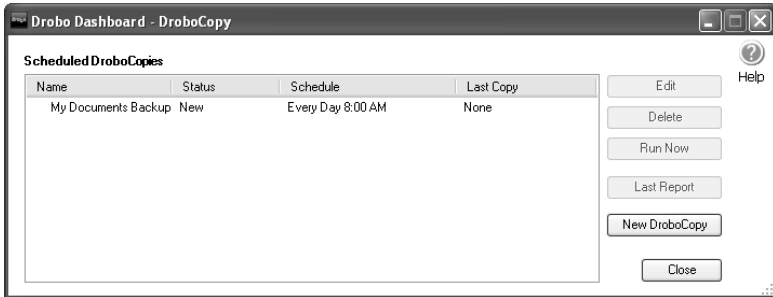 Drobo Dashboard - DroboCopy
Scheduled DroboCopies
Help
Name Status Schedule Last Copy
My Documents Backup New Every Day 8:00 AM None
Edit
Delete
Run Now
Last Report
New DroboCopy
Close